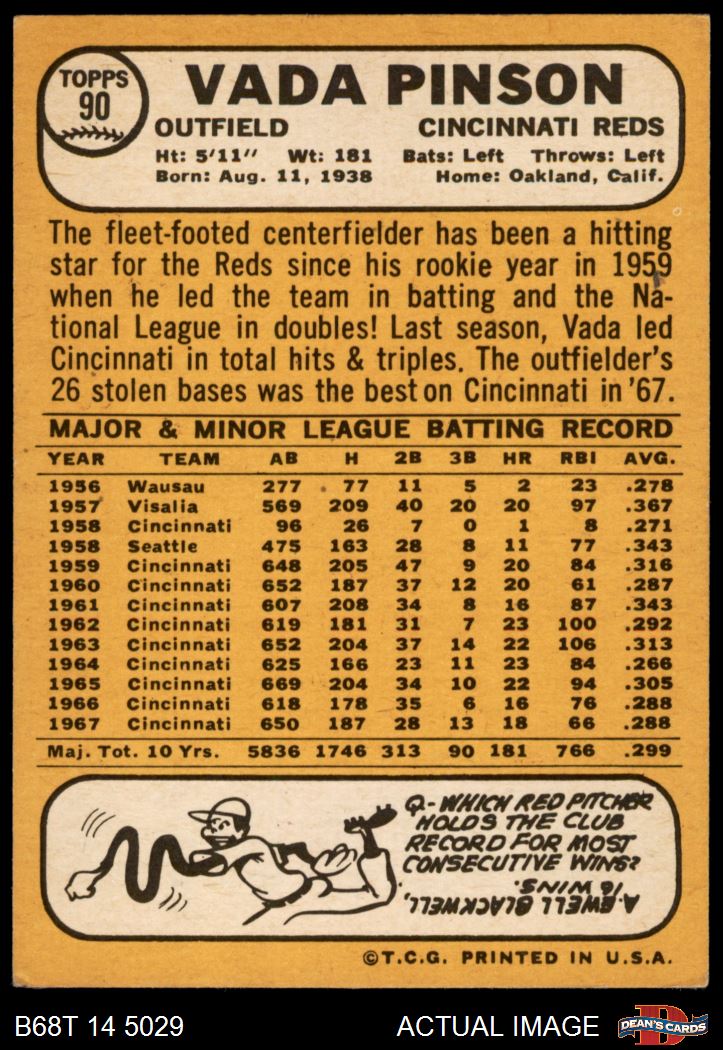 TOPPS
90
VADA PINSON
OUTFIELD CINCINNATI REDS
Ht: 5'11" Wt: 181 Bats: Left Throws: Left
Born: Aug. 11, 1938 Home: Oakland, Calif.
The fleet-footed centerfielder has been a hitting
star for the Reds since his rookie year in 1959
when he led the team in batting and the Na-
tional League in doubles! Last season, Vada led
Cincinnati in total hits & triples. The outfielder's
26 stolen bases was the best on Cincinnati in '67.
MAJOR & MINOR LEAGUE BATTING RECORD
YEAR TEAM AB H 2B 3B HR RBI AVG.
1956 Wausau 277 77 11 5 2 23 .278
1957 Visalia 569 209 40 20 20 97 .367
1958 Cincinnati 96 26 7 0 1 8 .271
1958 Seattle 475 163 28 8 11 77 .343
1959 Cincinnati 648 205 47 9 20 84 .316
1960 Cincinnati 652 187 37 12 20 61 .287
1961 Cincinnati 607 208 34 8 16 87 .343
1962 Cincinnati 619 181 31 7 23 100 .292
1963 Cincinnati 652 204 37 14 22 106 .313
1964 Cincinnati 625 166 23 11 23 84 .266
1965 Cincinnati 669 204 34 10 22 94 .305
1966 Cincinnati 618 178 35 6 16 76 .288
1967 Cincinnati 650 187 28 13 18 66 .288
Maj. Tot. 10 Yrs. 5836 1746 313 90 181 766 .299
Q- WHICH RED PITCHER
HOLDS THE CLUB
RECORD FOR MOST
CONSECUTIVE WINS?
A. EWELL BLACKWELL,
16 WINS.
©T.C.G. PRINTED IN U.S.A.
B68T 14 5029 ACTUAL IMAGE D DEAN'S CARDS